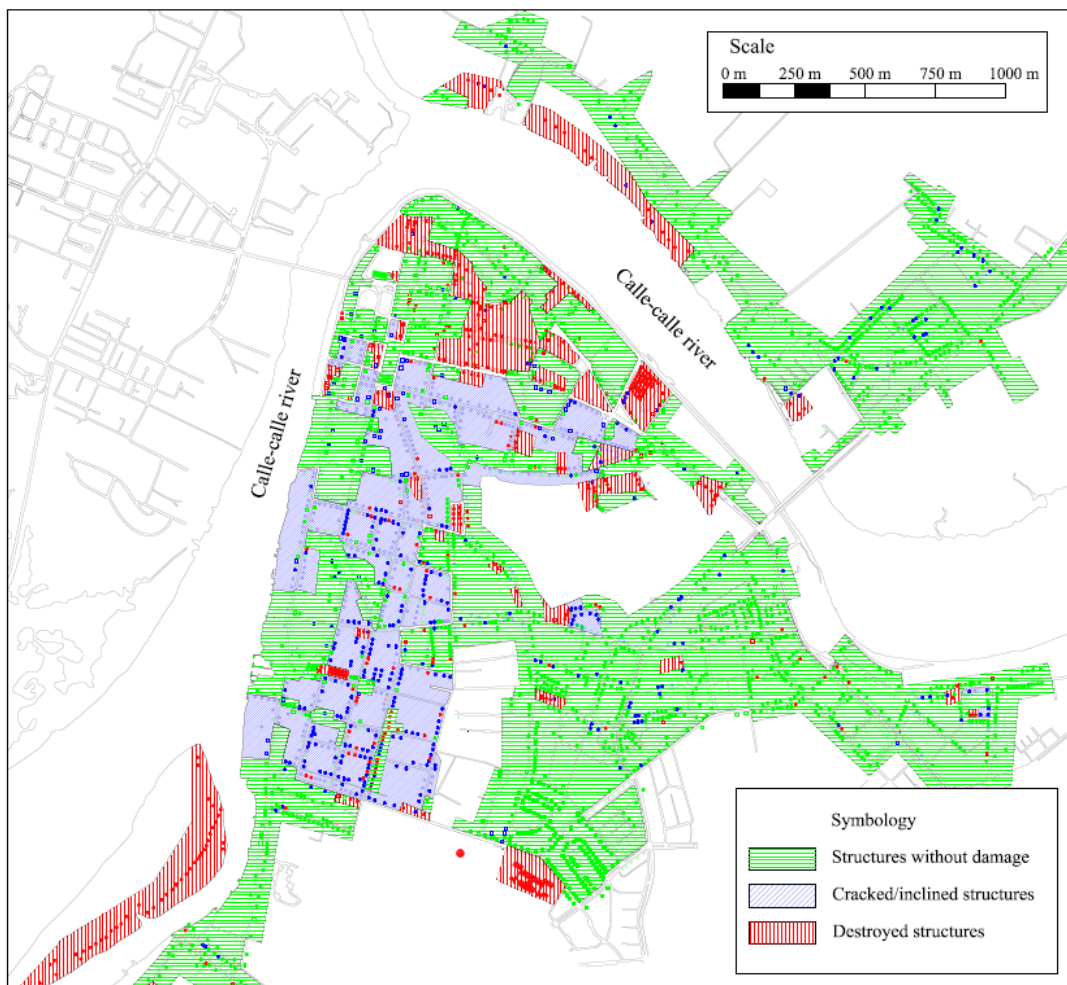 Scale
0 m 250 m 500 m 750 m 1000 m
Calle-calle river
Calle-calle river
Symbology
Structures without damage
Cracked/inclined structures
Destroyed structures